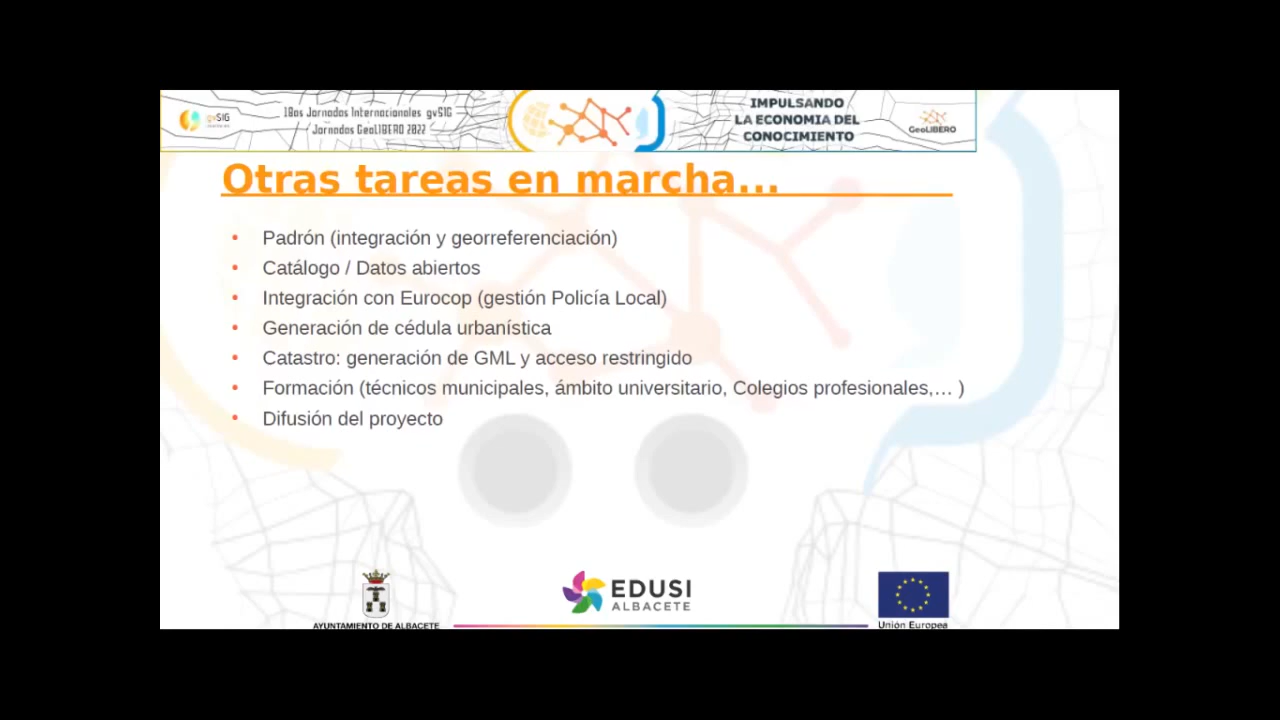 gvSIG
18as Jornadas Internacionales gvSIG
Jornadas GeoLIBERO 2022
IMPULSANDO
LA ECONOMIA DEL
CONOCIMIENTO
GeoLIBERO
Otras tareas en marcha...
• Padrón (integración y georreferenciación)
• Catálogo / Datos abiertos
• Integración con Eurocop (gestión Policía Local)
• Generación de cédula urbanística
• Catastro: generación de GML y acceso restringido
• Formación (técnicos municipales, ámbito universitario, Colegios profesionales,… )
• Difusión del proyecto
AYUNTAMIENTO DE ALBACETE
EDUSI
ALBACETE
Unión Europea